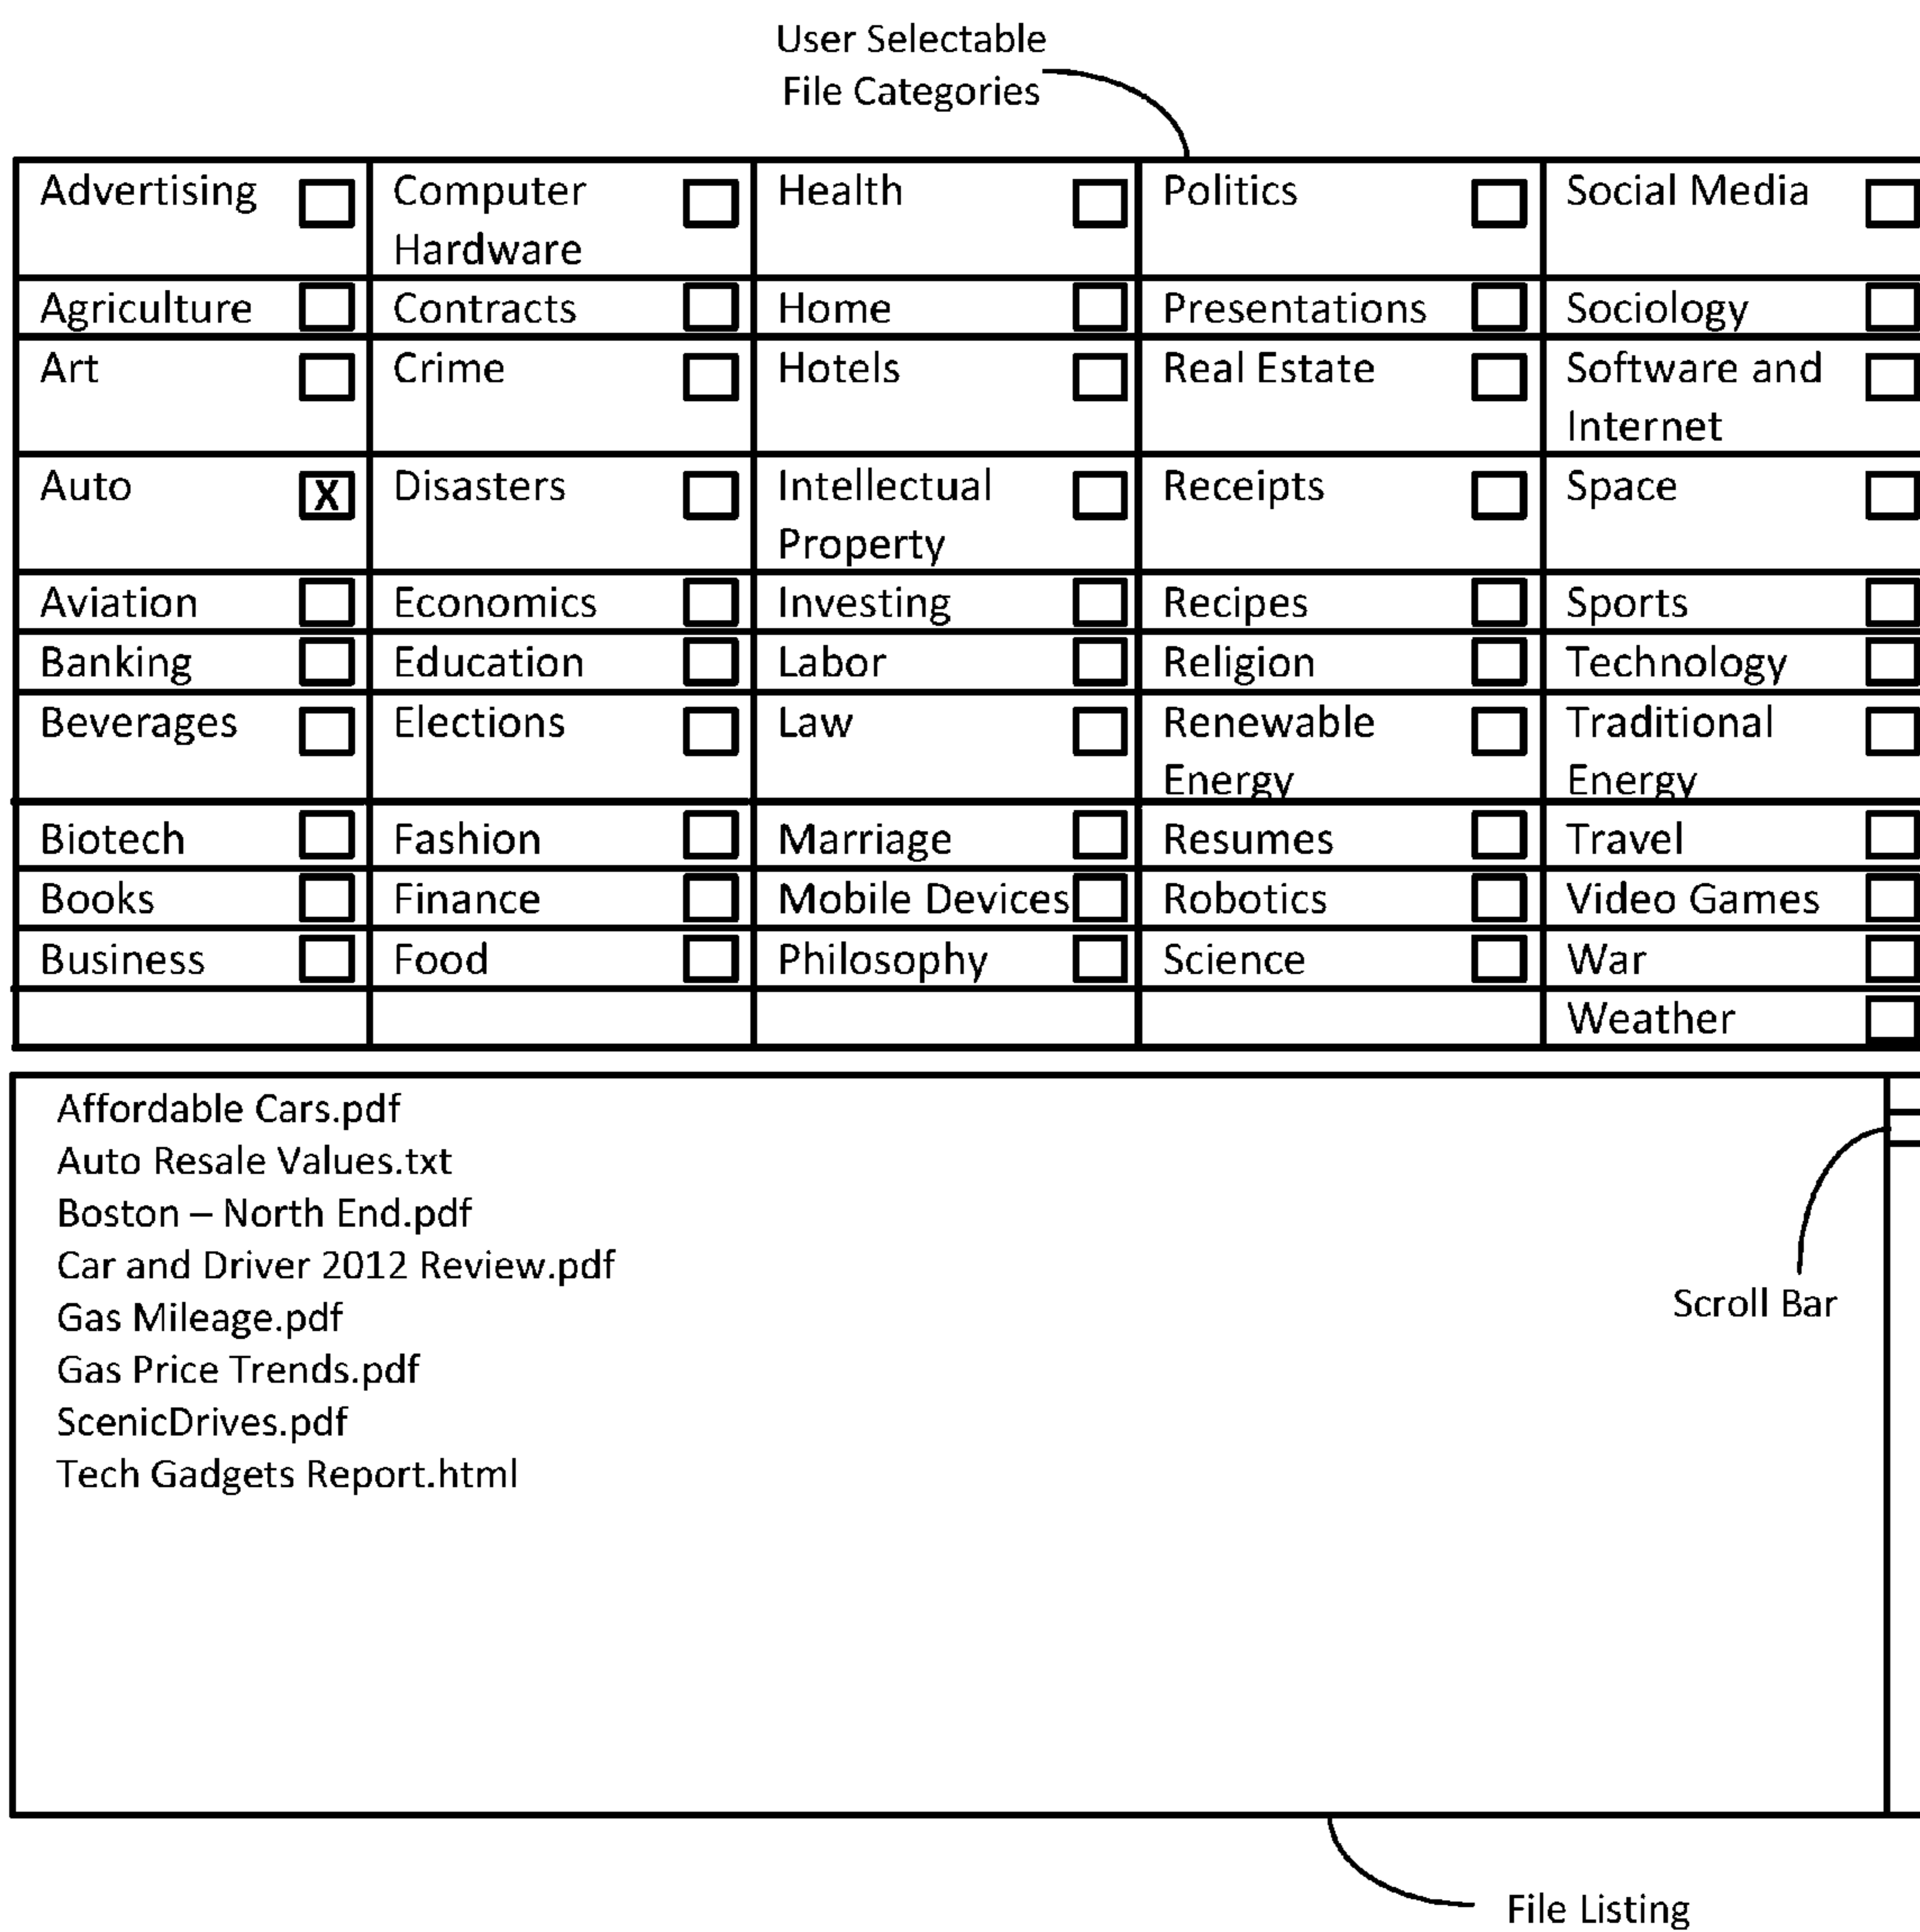 User Selectable
File Categories
Advertising Computer Health Politics Social Media
Hardware
Agriculture Contracts Home Presentations Sociology
Art Crime Hotels Real Estate Software and
Internet
Auto X Disasters Intellectual Receipts Space
Property
Aviation Economics Investing Recipes Sports
Banking Education Labor Religion Technology
Beverages Elections Law Renewable Traditional
Energy Energy
Biotech Fashion Marriage Resumes Travel
Books Finance Mobile Devices Robotics Video Games
Business Food Philosophy Science War
Weather
Affordable Cars.pdf
Auto Resale Values.txt
Boston – North End.pdf
Car and Driver 2012 Review.pdf
Gas Mileage.pdf
Gas Price Trends.pdf
ScenicDrives.pdf
Tech Gadgets Report.html
Scroll Bar
File Listing